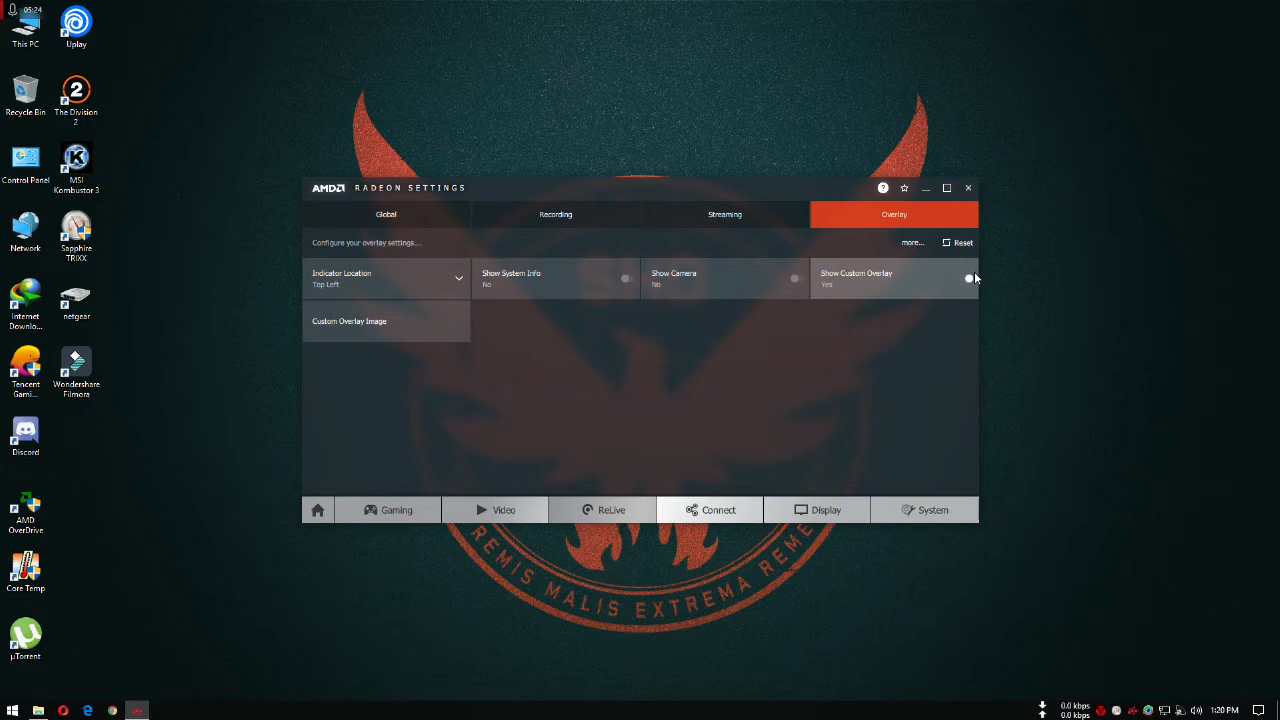 05:24
This PC
Uplay
Recycle Bin
The Division
2
Control Panel
MSI
Kombustor 3
Network
Sapphire
TRIXX
Internet
Downlo...
netgear
Tencent
Gami...
Wondershare
Filmora
Discord
AMD
OverDrive
Core Temp
µTorrent
AMD RADEON SETTINGS
Global
Recording
Streaming
Overlay
Configure your overlay settings....
more...
Reset
Indicator Location
Top Left
Show System Info
No
Show Camera
No
Show Custom Overlay
Yes
Custom Overlay Image
Gaming
Video
ReLive
Connect
Display
System
REMIS MALIS EXTREMA REME
0.0 kbps
0.0 kbps
1:20 PM